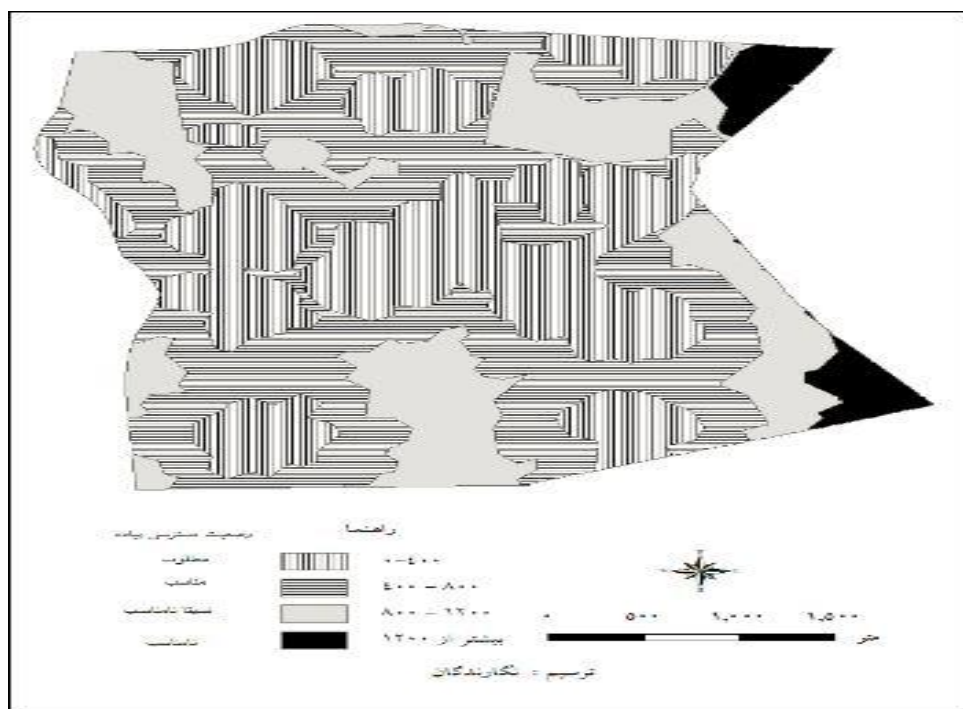 راهنما
وضعیت دسترسی پیاده
۰-۴۰۰ مطلوب
۴۰۰ - ۸۰۰ مناسب
۸۰۰ - ۱۲۰۰ نسبتا نامناسب
بیشتر از ۱۲۰۰ نامناسب
۰ ۵۰۰ ۱,۰۰۰ ۱,۵۰۰
متر
ترسیم : نگارندگان